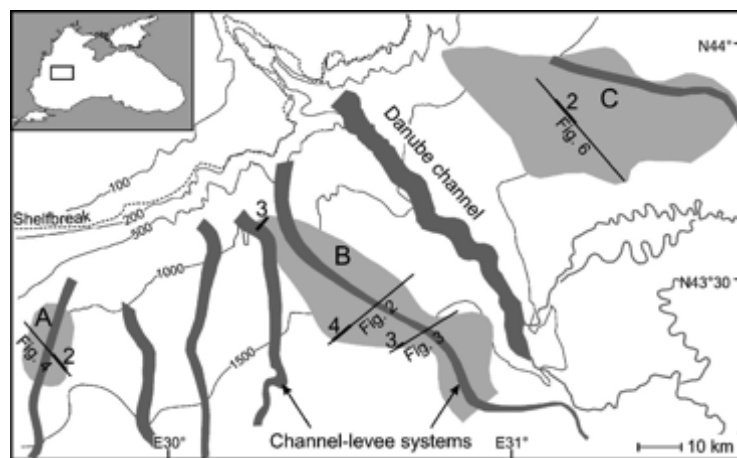 N44°
C
2
Fig. 6
Danube channel
100
Shelfbreak
200
500
3
1000
B
N43°30
A
Fig. 2
4
3
Fig. 3
2
Fig. 4
1500
Channel-levee systems
E30°
E31°
10 km